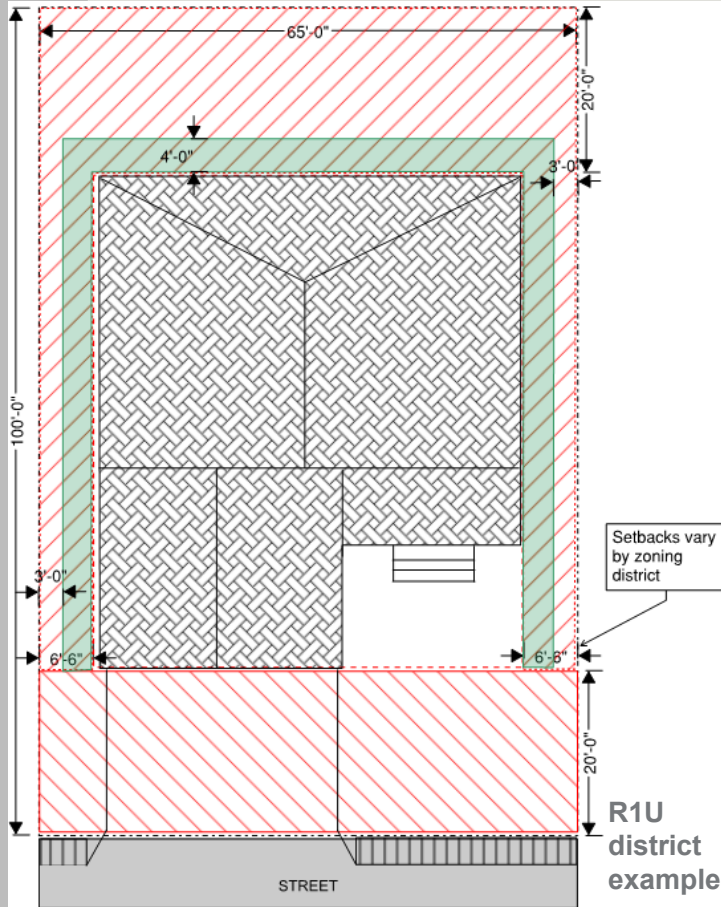 65'-0"
20'-0"
4'-0"
3'-0"
100'-0"
Setbacks vary
by zoning
district
3'-0"
6'-6"
6'-6"
20'-0"
R1U
district
example
STREET